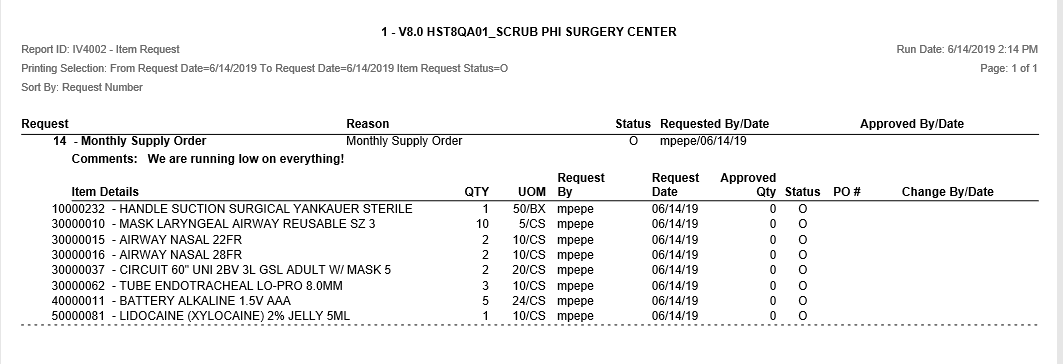 1 - V8.0 HST8QA01_SCRUB PHI SURGERY CENTER
Report ID: IV4002 - Item Request Run Date: 6/14/2019 2:14 PM
Printing Selection: From Request Date=6/14/2019 To Request Date=6/14/2019 Item Request Status=O Page: 1 of 1
Sort By: Request Number
Request Reason Status Requested By/Date Approved By/Date
14 - Monthly Supply Order Monthly Supply Order O mpepe/06/14/19
Comments: We are running low on everything!
Request Request Approved
Item Details QTY UOM By Date Qty Status PO # Change By/Date
10000232 - HANDLE SUCTION SURGICAL YANKAUER STERILE 1 50/BX mpepe 06/14/19 0 O
30000010 - MASK LARYNGEAL AIRWAY REUSABLE SZ 3 10 5/CS mpepe 06/14/19 0 O
30000015 - AIRWAY NASAL 22FR 2 10/CS mpepe 06/14/19 0 O
30000016 - AIRWAY NASAL 28FR 2 10/CS mpepe 06/14/19 0 O
30000037 - CIRCUIT 60" UNI 2BV 3L GSL ADULT W/ MASK 5 2 20/CS mpepe 06/14/19 0 O
30000062 - TUBE ENDOTRACHEAL LO-PRO 8.0MM 3 10/CS mpepe 06/14/19 0 O
40000011 - BATTERY ALKALINE 1.5V AAA 5 24/CS mpepe 06/14/19 0 O
50000081 - LIDOCAINE (XYLOCAINE) 2% JELLY 5ML 1 10/CS mpepe 06/14/19 0 O